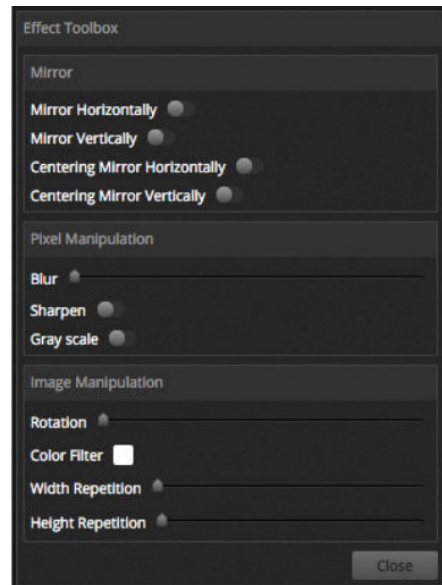 Effect Toolbox
Mirror
Mirror Horizontally
Mirror Vertically
Centering Mirror Horizontally
Centering Mirror Vertically
Pixel Manipulation
Blur
Sharpen
Gray scale
Image Manipulation
Rotation
Color Filter
Width Repetition
Height Repetition
Close